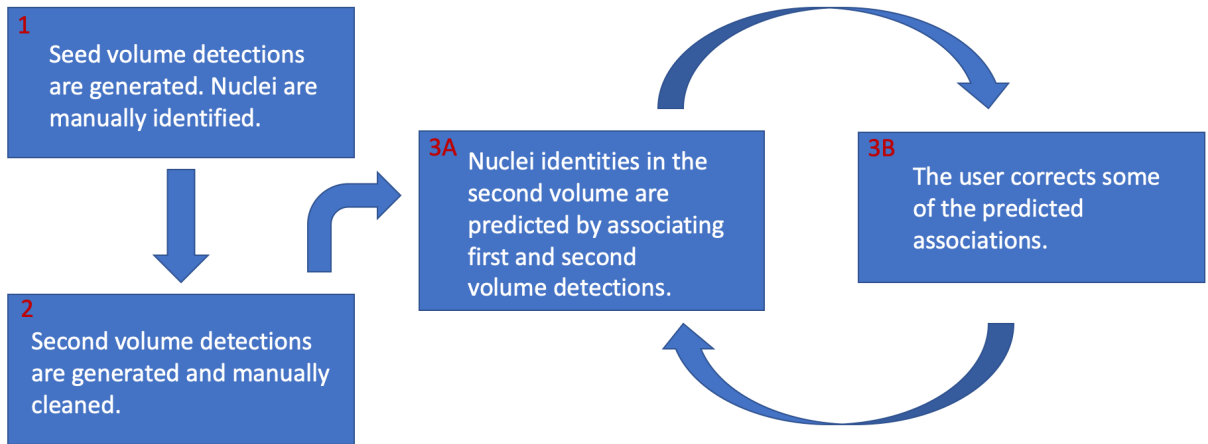 1
Seed volume detections
are generated. Nuclei are
manually identified.
2
Second volume detections
are generated and manually
cleaned.
3A
Nuclei identities in the
second volume are
predicted by associating
first and second
volume detections.
3B
The user corrects some
of the predicted
associations.